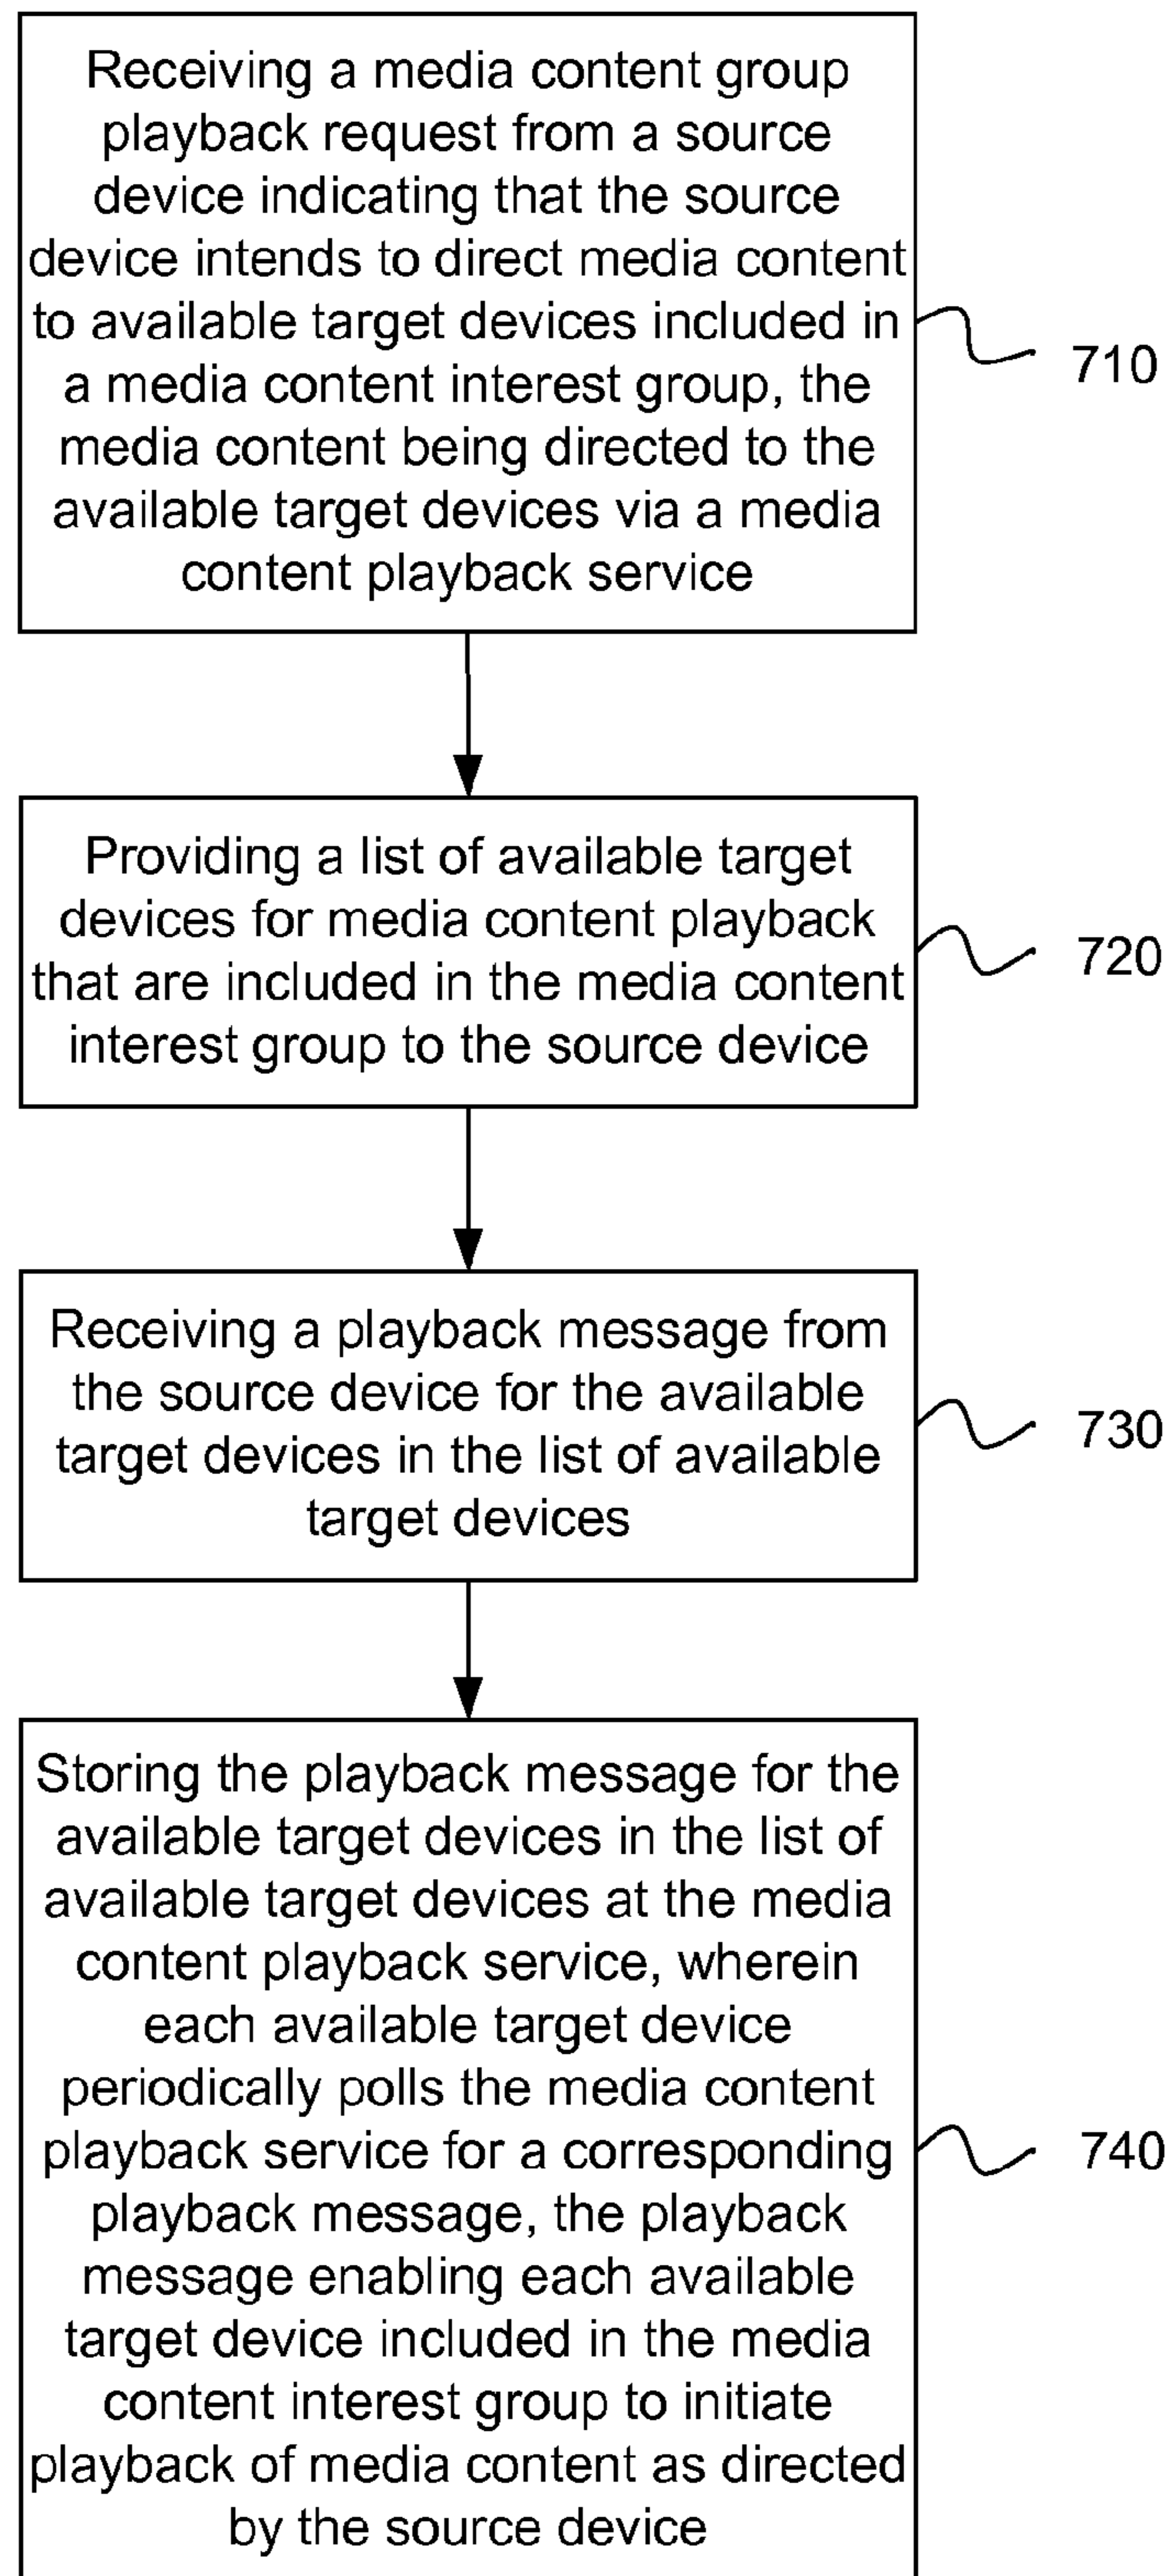 Receiving a media content group
playback request from a source
device indicating that the source
device intends to direct media content
to available target devices included in
a media content interest group, the
media content being directed to the
available target devices via a media
content playback service
710
Providing a list of available target
devices for media content playback
that are included in the media content
interest group to the source device
720
Receiving a playback message from
the source device for the available
target devices in the list of available
target devices
730
Storing the playback message for the
available target devices in the list of
available target devices at the media
content playback service, wherein
each available target device
periodically polls the media content
playback service for a corresponding
playback message, the playback
message enabling each available
target device included in the media
content interest group to initiate
playback of media content as directed
by the source device
740